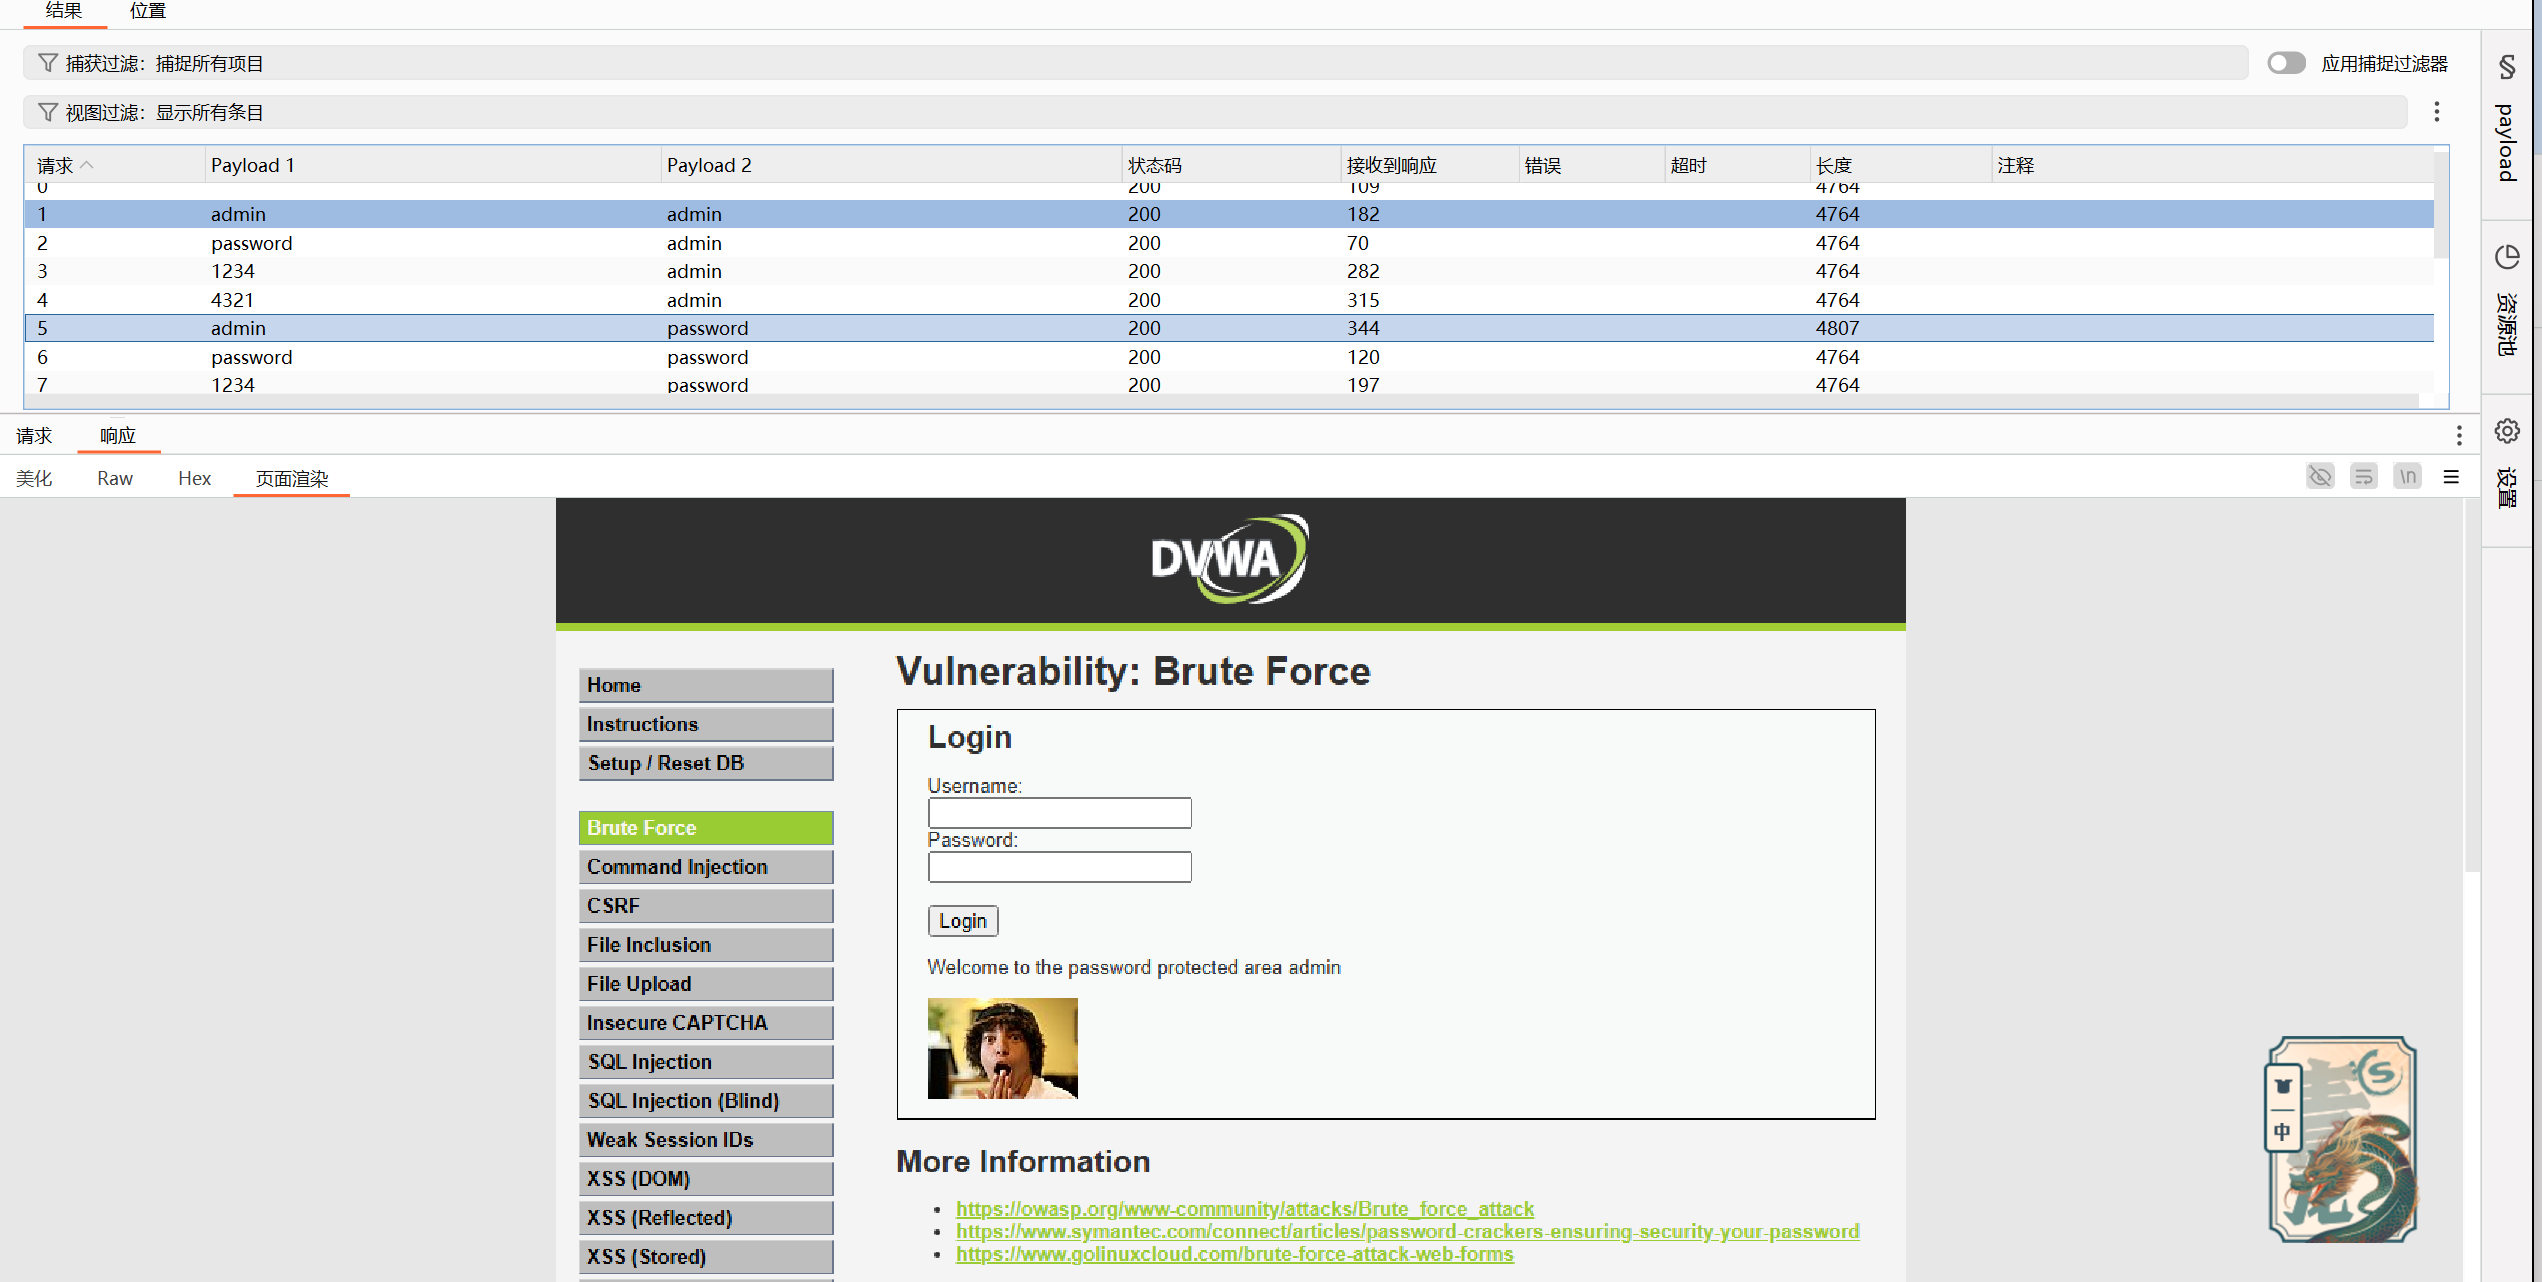 结果 位置
捕获过滤：捕捉所有项目 应用捕捉过滤器
视图过滤：显示所有条目
请求 Payload 1 Payload 2 状态码 接收到响应 错误 超时 长度 注释
0 200 109 4764
1 admin admin 200 182 4764
2 password admin 200 70 4764
3 1234 admin 200 282 4764
4 4321 admin 200 315 4764
5 admin password 200 344 4807
6 password password 200 120 4764
7 1234 password 200 197 4764
payload
资源池
设置
请求 响应
美化 Raw Hex 页面渲染 \n
DVWA
Home
Instructions
Setup / Reset DB
Brute Force
Command Injection
CSRF
File Inclusion
File Upload
Insecure CAPTCHA
SQL Injection
SQL Injection (Blind)
Weak Session IDs
XSS (DOM)
XSS (Reflected)
XSS (Stored)
Vulnerability: Brute Force
Login
Username:
Password:
Login
Welcome to the password protected area admin
More Information
https://owasp.org/www-community/attacks/Brute_force_attack
https://www.symantec.com/connect/articles/password-crackers-ensuring-security-your-password
https://www.golinuxcloud.com/brute-force-attack-web-forms
中